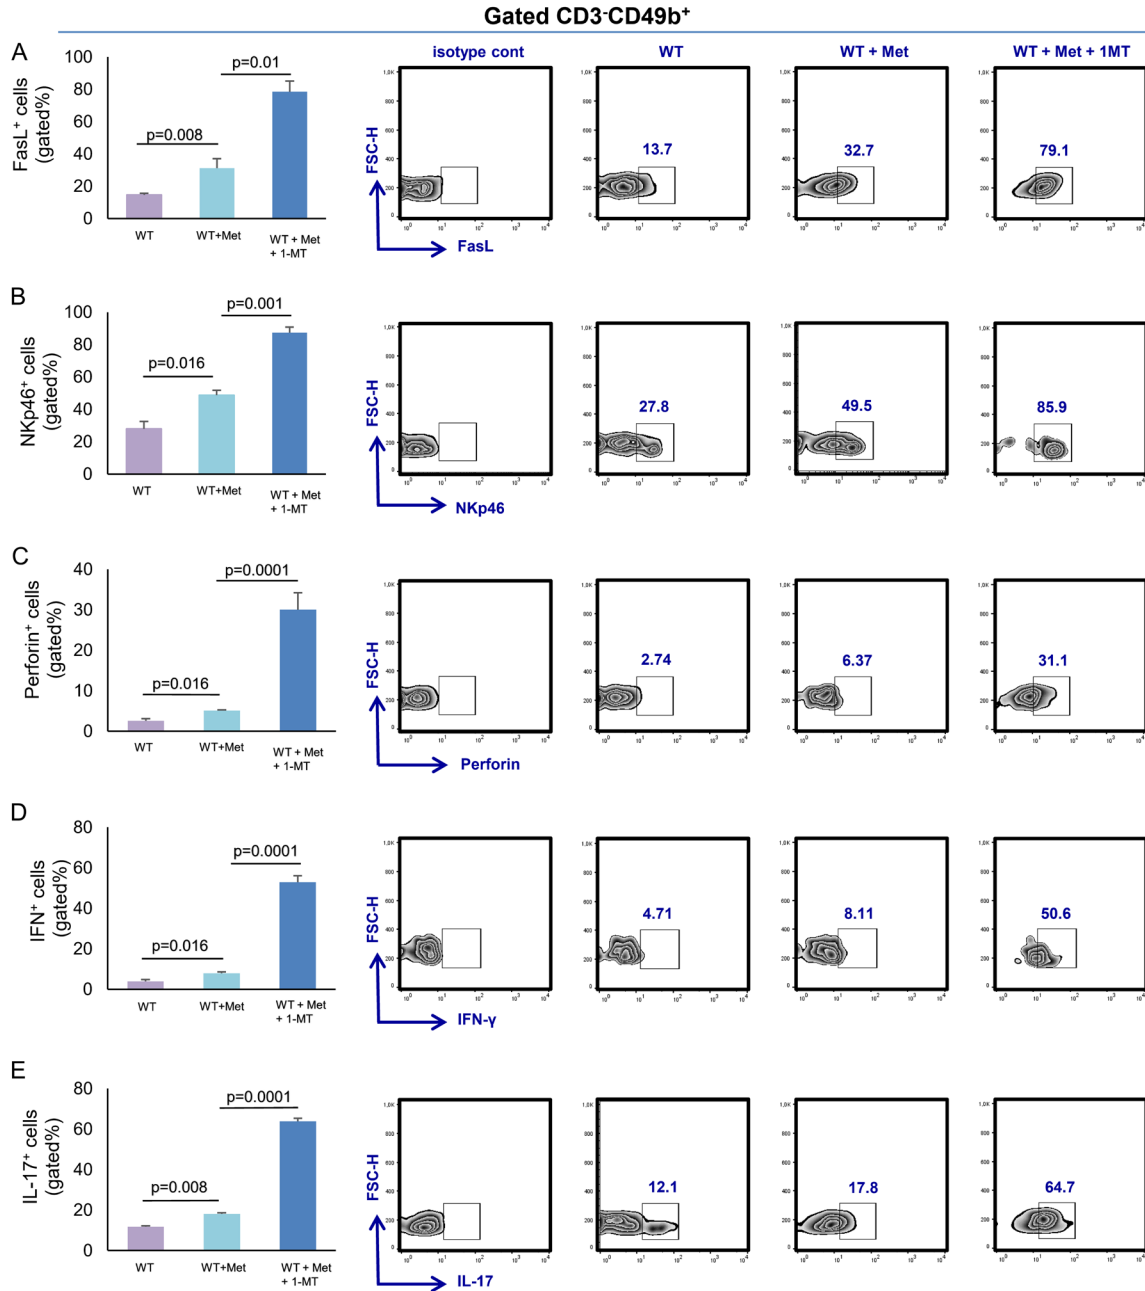 Gated CD3-CD49b+
A
FasL+ cells
(gated%)
100
80
60
40
20
0
p=0.008
p=0.01
WT
WT+Met
WT + Met
+ 1-MT
isotype cont
WT
WT + Met
WT + Met + 1MT
FSC-H
FasL
13.7
32.7
79.1
B
NKp46+ cells
(gated%)
100
80
60
40
20
0
p=0.016
p=0.001
WT
WT+Met
WT + Met
+ 1-MT
FSC-H
NKp46
27.8
49.5
85.9
C
Perforin+ cells
(gated%)
40
30
20
10
0
p=0.016
p=0.0001
WT
WT+Met
WT + Met
+ 1-MT
FSC-H
Perforin
2.74
6.37
31.1
D
IFN+ cells
(gated%)
80
60
40
20
0
p=0.016
p=0.0001
WT
WT+Met
WT + Met
+ 1-MT
FSC-H
IFN-γ
4.71
8.11
50.6
E
IL-17+ cells
(gated%)
80
60
40
20
0
p=0.008
p=0.0001
WT
WT+Met
WT + Met
+ 1-MT
FSC-H
IL-17
12.1
17.8
64.7